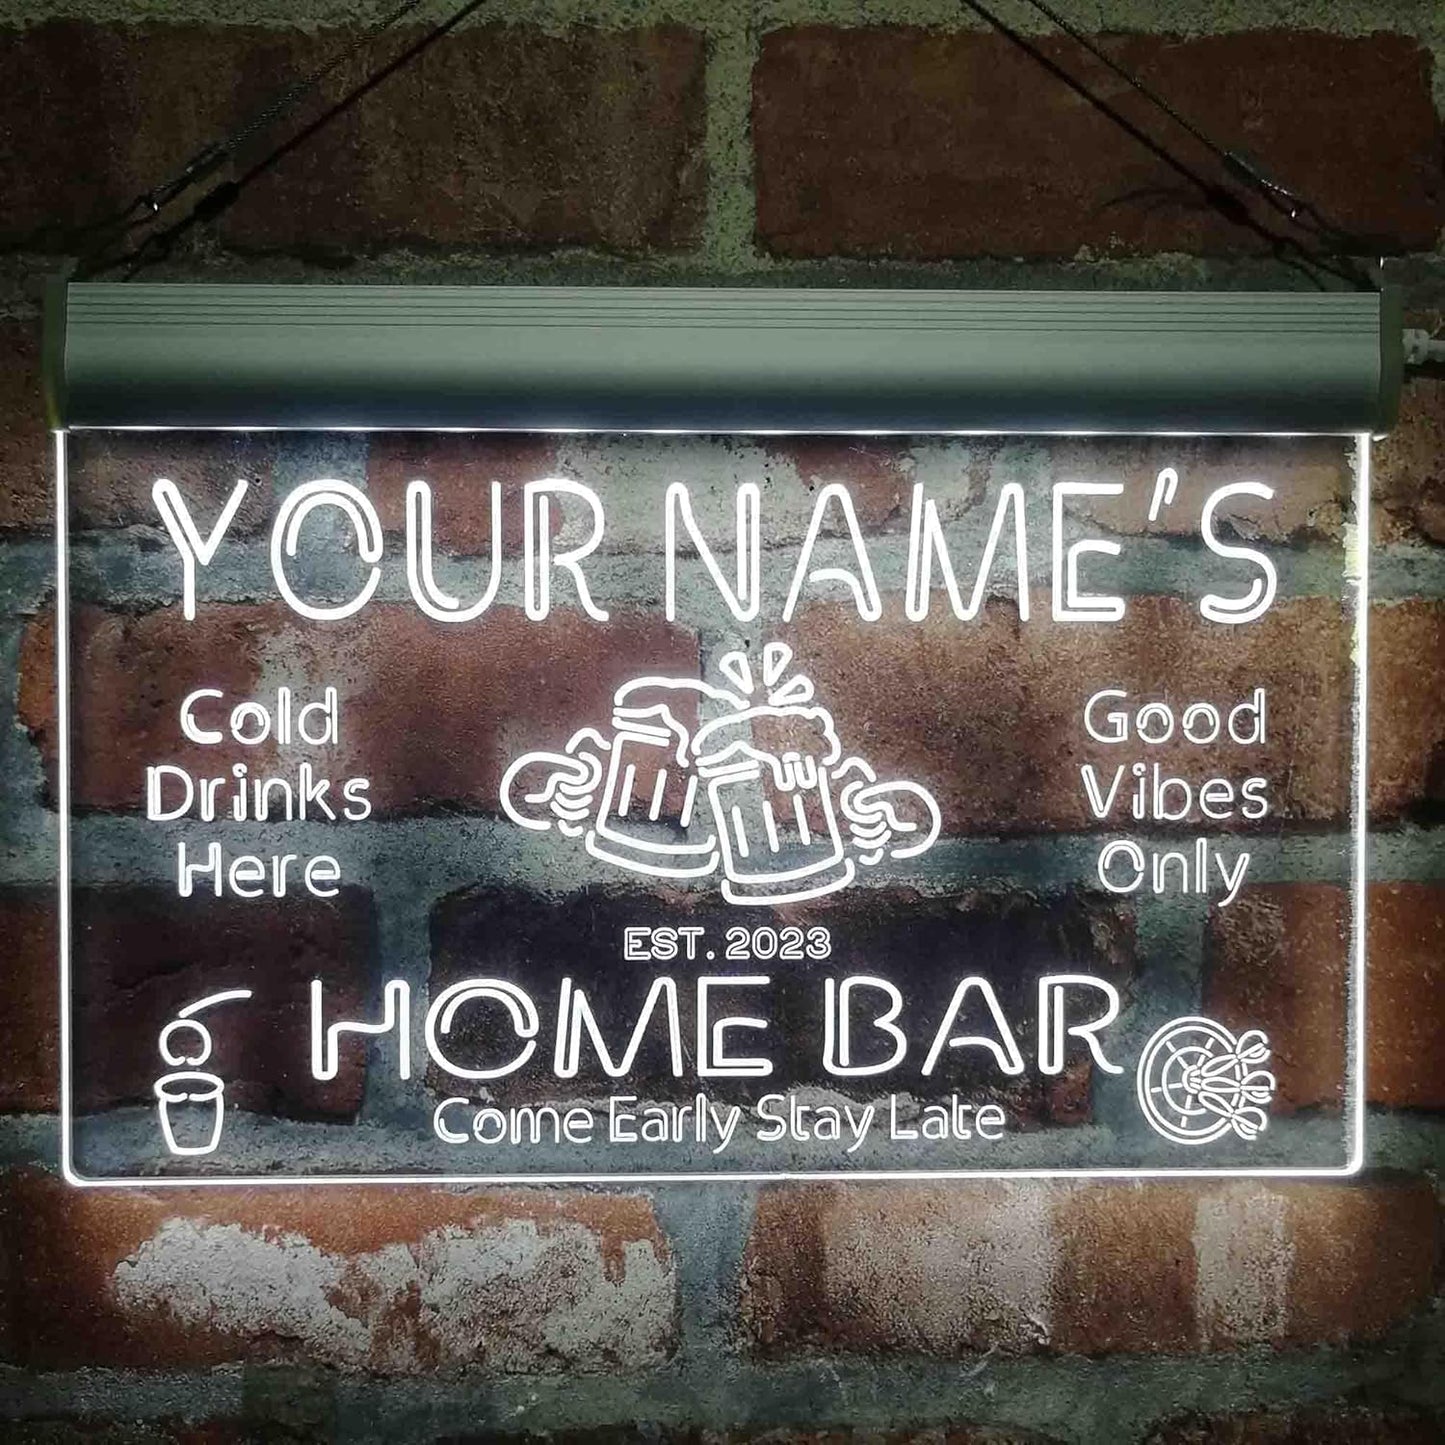 YOUR NAME'S
Cold
Drinks
Here
Good
Vibes
Only
EST. 2023
HOME BAR
Come Early Stay Late